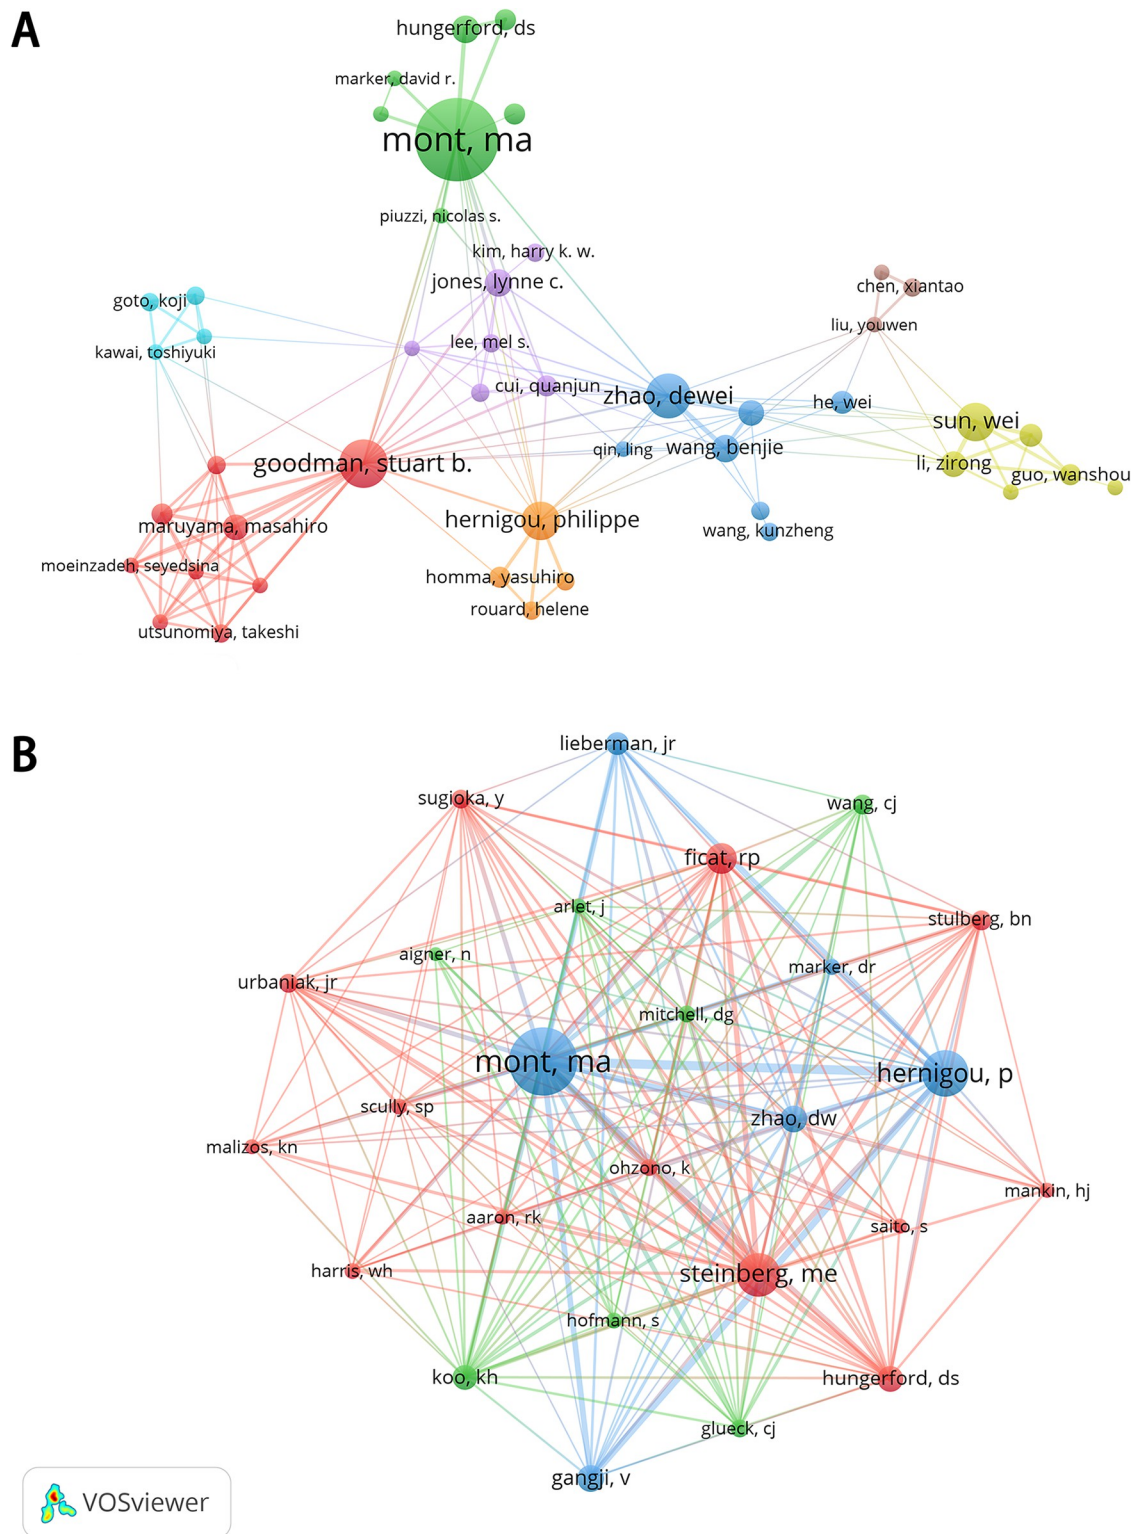 A
hungerford, ds
marker, david r.
mont, ma
piuzzi, nicolas s.
kim, harry k. w.
jones, lynne c.
chen, xiantao
goto, koji
liu, youwen
lee, mel s.
kawai, toshiyuki
cui, quanjun
zhao, dewei
he, wei
sun, wei
qin, ling
wang, benjie
goodman, stuart b.
li, zirong
guo, wanshou
hernigou, philippe
maruyama, masahiro
wang, kunzheng
moeinzadeh, seyedsina
homma, yasuhiro
rouard, helene
utsunomiya, takeshi
B
lieberman, jr
sugioka, y
wang, cj
ficat, rp
arlet, j
stulberg, bn
aigner, n
marker, dr
urbaniak, jr
mitchell, dg
mont, ma
hernigou, p
scully, sp
zhao, dw
malizos, kn
ohzono, k
mankin, hj
aaron, rk
saito, s
harris, wh
steinberg, me
hofmann, s
koo, kh
hungerford, ds
glueck, cj
gangji, v
VOSviewer